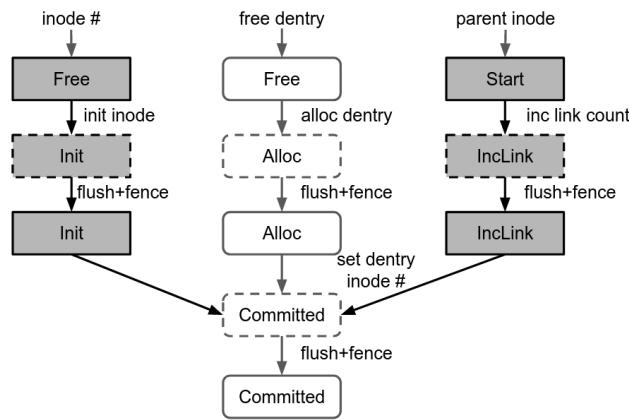 inode #
free dentry
parent inode
Free
Free
Start
init inode
alloc dentry
inc link count
Init
Alloc
IncLink
flush+fence
flush+fence
flush+fence
Init
Alloc
IncLink
set dentry
inode #
Committed
flush+fence
Committed